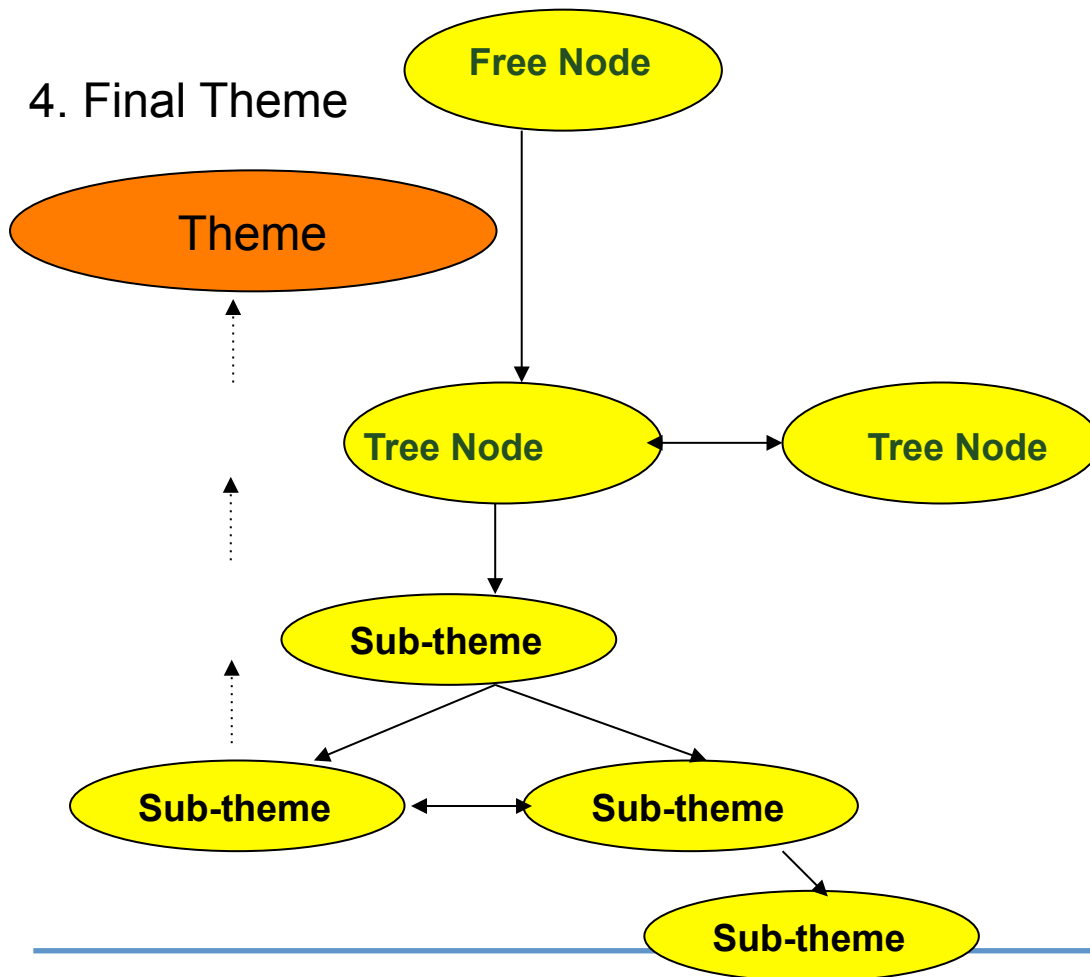 Free Node
4. Final Theme
Theme
Tree Node
Tree Node
Sub-theme
Sub-theme
Sub-theme
Sub-theme